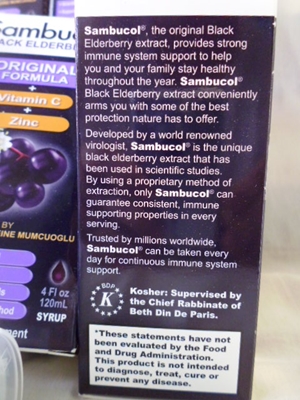 Sambucol
BLACK ELDERBERRY
ORIGINAL
FORMULA
+
Vitamin C
+
Zinc
BY
MUMCUOGLU
4 Fl oz
120mL
SYRUP
Sambucol®, the original Black
Elderberry extract, provides strong
immune system support to help
you and your family stay healthy
throughout the year. Sambucol®
Black Elderberry extract conveniently
arms you with some of the best
protection nature has to offer.
Developed by a world renowned
virologist, Sambucol® is the unique
black elderberry extract that has
been used in scientific studies.
By using a proprietary method of
extraction, only Sambucol® can
guarantee consistent, immune
supporting properties in every
serving.
Trusted by millions worldwide,
Sambucol® can be taken every
day for continuous immune system
support.
BDP
K
Kosher: Supervised by
the Chief Rabbinate of
Beth Din De Paris.
*These statements have not
been evaluated by the Food
and Drug Administration.
This product is not intended
to diagnose, treat, cure or
prevent any disease.